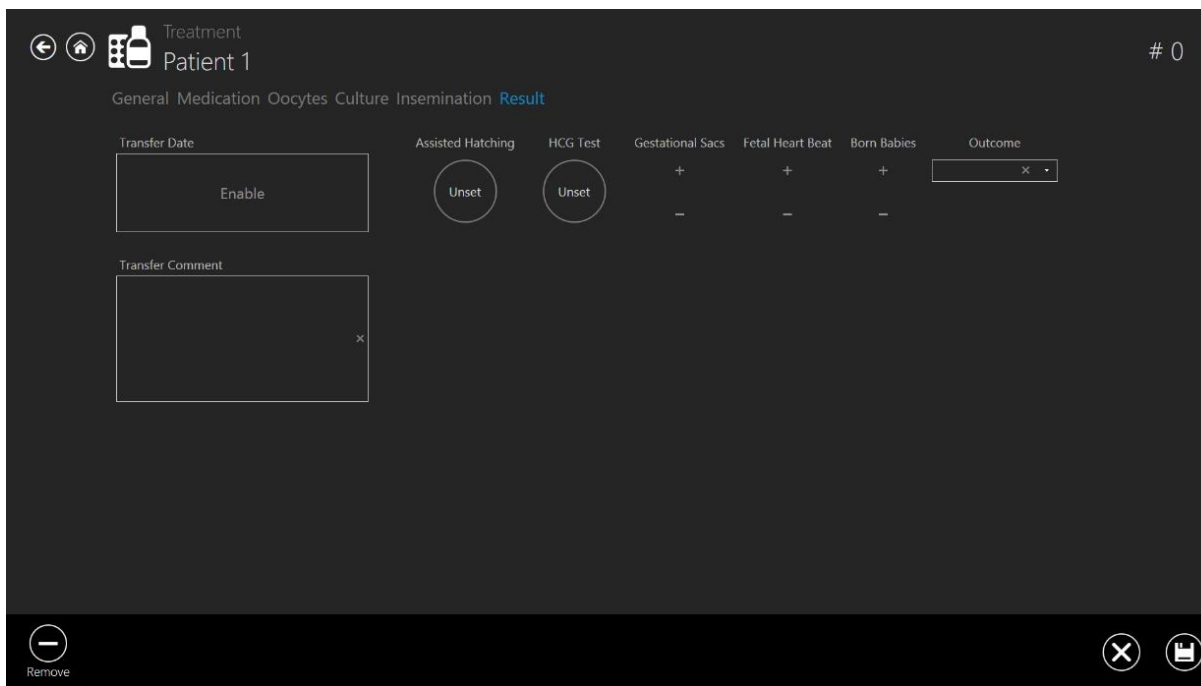 Treatment
Patient 1
# 0
General Medication Oocytes Culture Insemination Result
Transfer Date
Assisted Hatching
HCG Test
Gestational Sacs
Fetal Heart Beat
Born Babies
Outcome
Enable
Unset
Unset
+
+
+
×
−
−
−
Transfer Comment
×
Remove